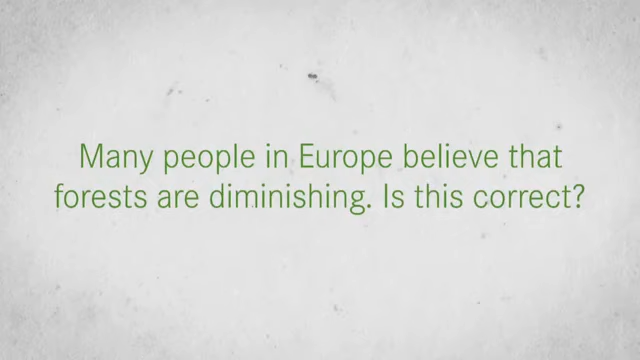 Many people in Europe believe that
forests are diminishing. Is this correct?